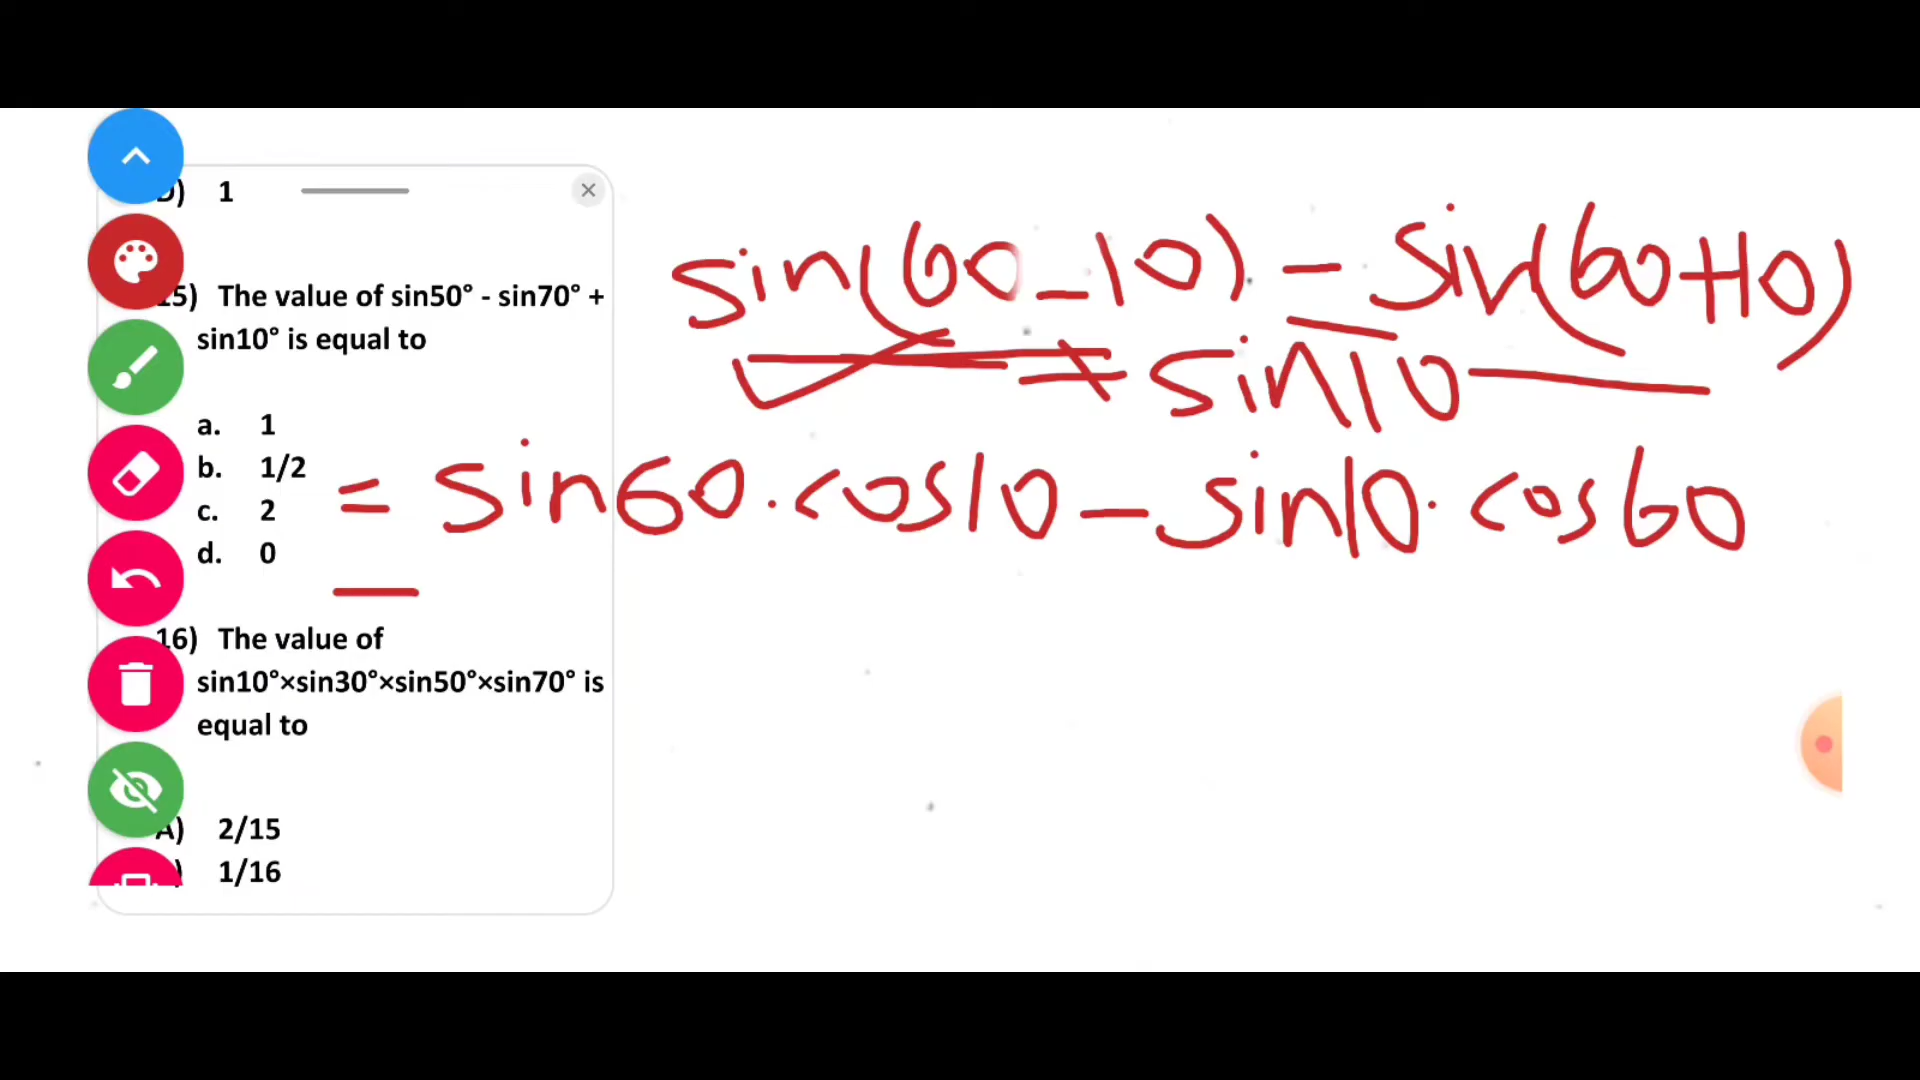 D) 1
15) The value of sin50° - sin70° +
sin10° is equal to
a. 1
b. 1/2
c. 2
d. 0
16) The value of
sin10°×sin30°×sin50°×sin70° is
equal to
A) 2/15
) 1/16
sin(60-10) - sin(60+10)
+ sin10
= sin60.cos10 - sin10.cos60
-